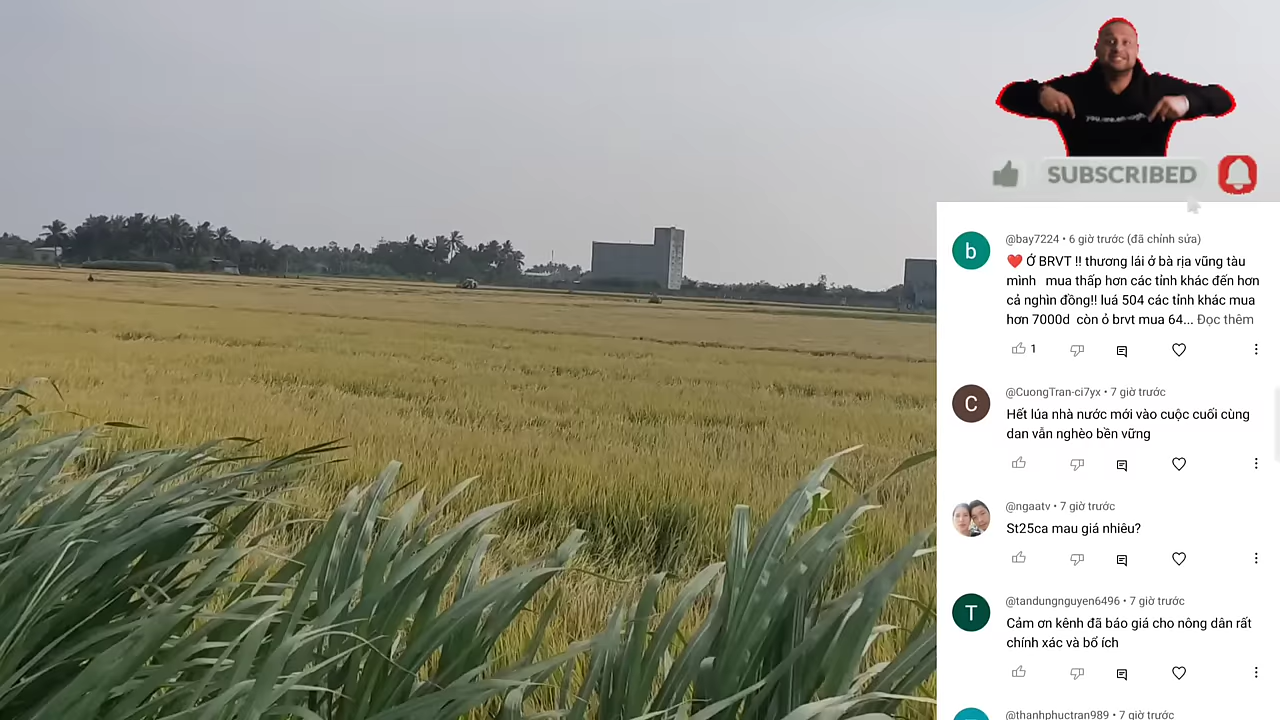 SUBSCRIBED
@bay7224 • 6 giờ trước (đã chỉnh sửa)
❤️ Ở BRVT !! thương lái ở bà rịa vũng tàu
mình mua thấp hơn các tỉnh khác đến hơn
cả nghìn đồng!! luá 504 các tỉnh khác mua
hơn 7000d còn ỏ brvt mua 64... Đọc thêm
1
C
@CuongTran-ci7yx • 7 giờ trước
Hết lúa nhà nước mới vào cuộc cuối cùng
dan vẫn nghèo bền vững
@ngaatv • 7 giờ trước
St25ca mau giá nhiêu?
T
@tandungnguyen6496 • 7 giờ trước
Cảm ơn kênh đã báo giá cho nông dân rất
chính xác và bổ ích
@thanhphuctran989 • 7 giờ trước